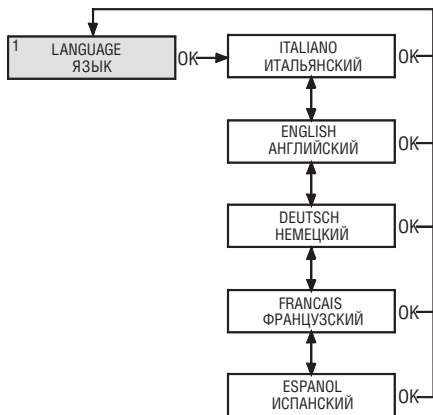 1
LANGUAGE
ЯЗЫК
OK
ITALIANO
ИТАЛЬЯНСКИЙ
OK
ENGLISH
АНГЛИЙСКИЙ
OK
DEUTSCH
НЕМЕЦКИЙ
OK
FRANCAIS
ФРАНЦУЗСКИЙ
OK
ESPANOL
ИСПАНСКИЙ
OK